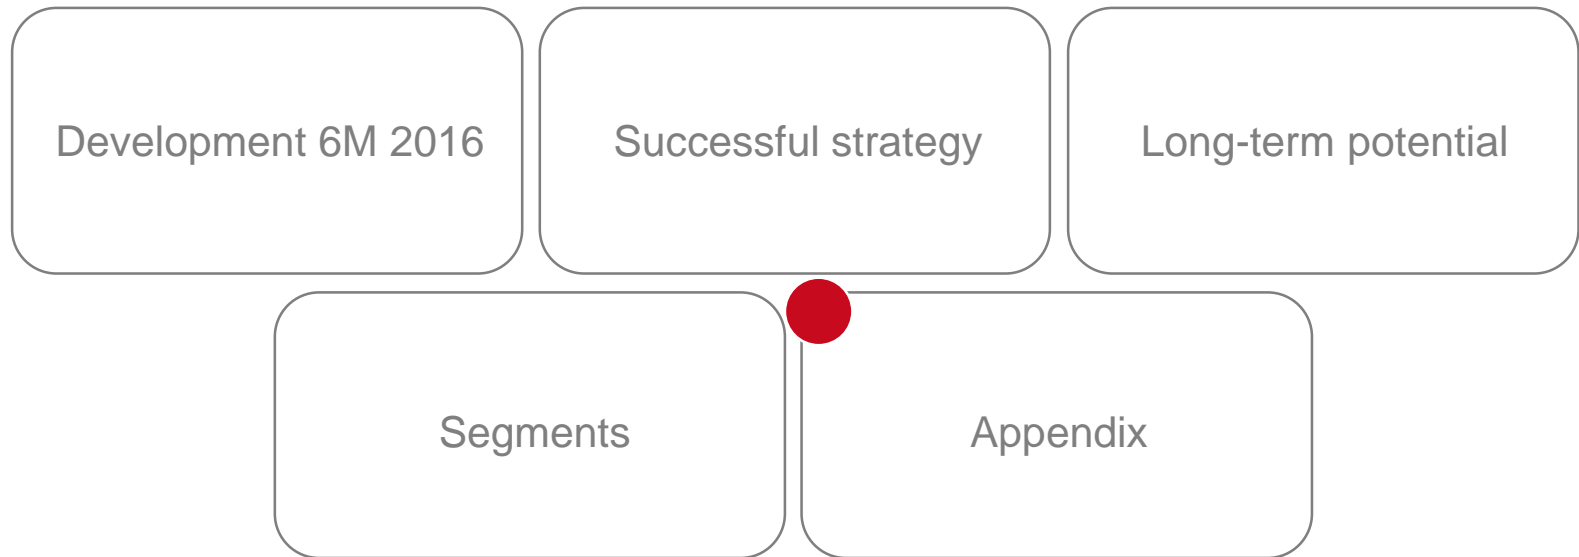 Development 6M 2016
Successful strategy
Long-term potential
Segments
Appendix